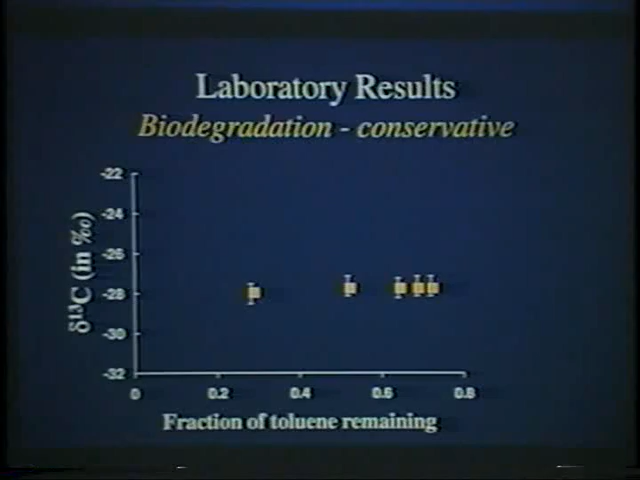 Laboratory Results
Biodegradation - conservative
δ¹³C (in ‰)
-22
-24
-26
-28
-30
-32
0 0.2 0.4 0.6 0.8
Fraction of toluene remaining